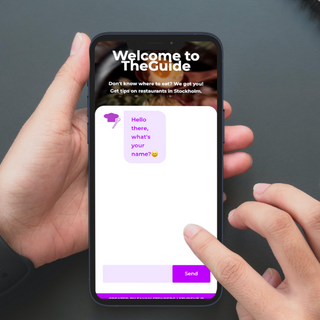 Welcome to
TheGuide
Don't know where to eat? We got you!
Get tips on restaurants in Stockholm.
Hello
there,
what's
your
name?😊
Send